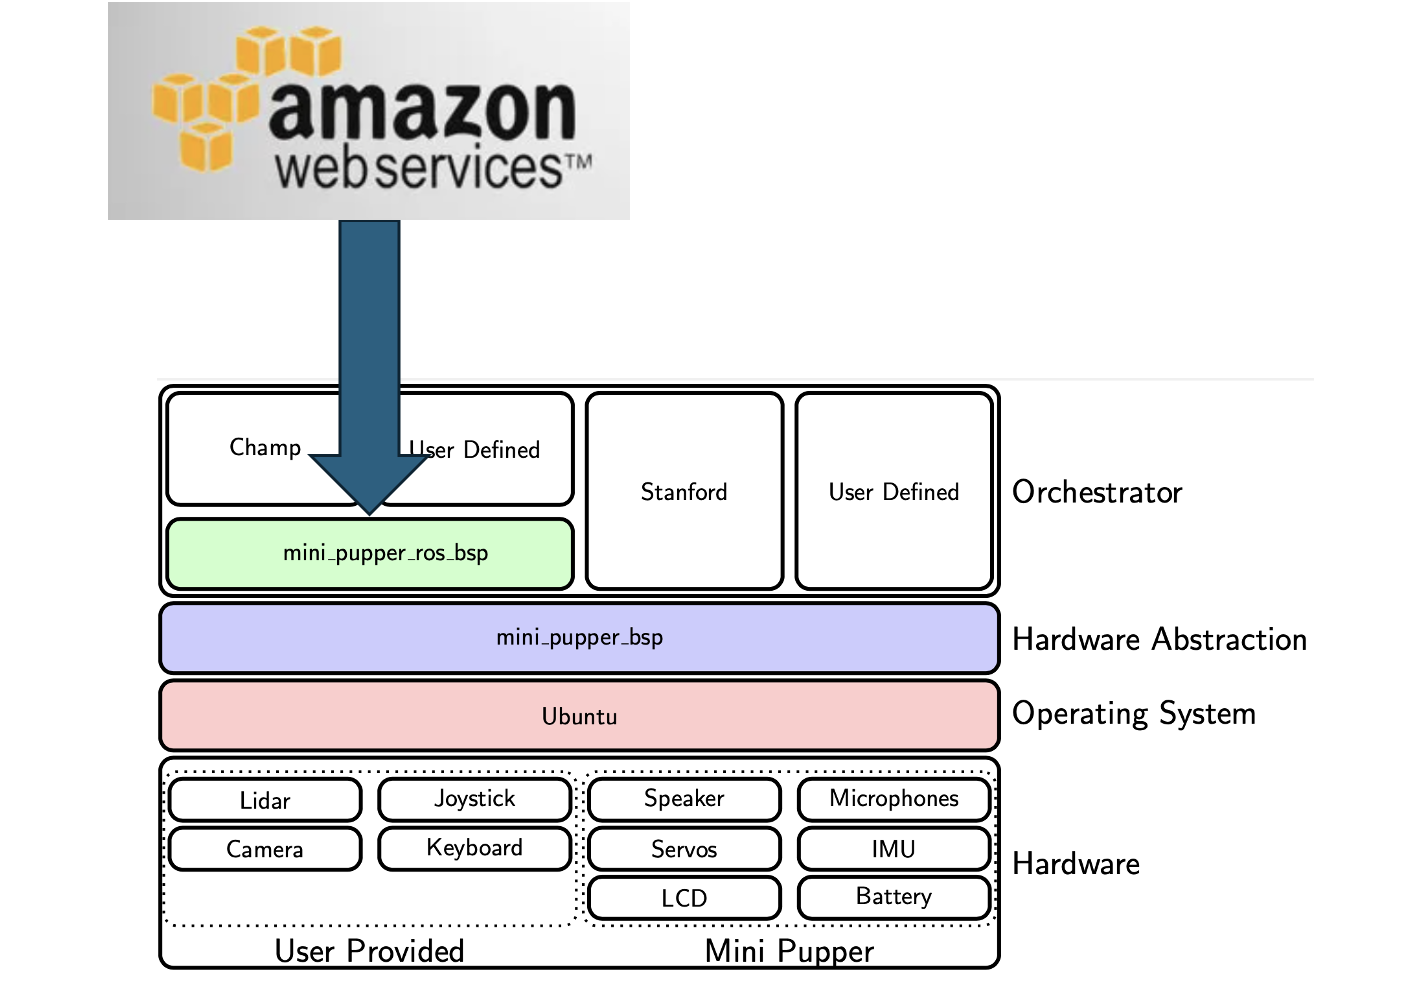 amazon
webservices™
Champ
User Defined
Stanford
User Defined
Orchestrator
mini_pupper_ros_bsp
mini_pupper_bsp
Hardware Abstraction
Ubuntu
Operating System
Lidar
Joystick
Speaker
Microphones
Camera
Keyboard
Servos
IMU
Hardware
LCD
Battery
User Provided
Mini Pupper